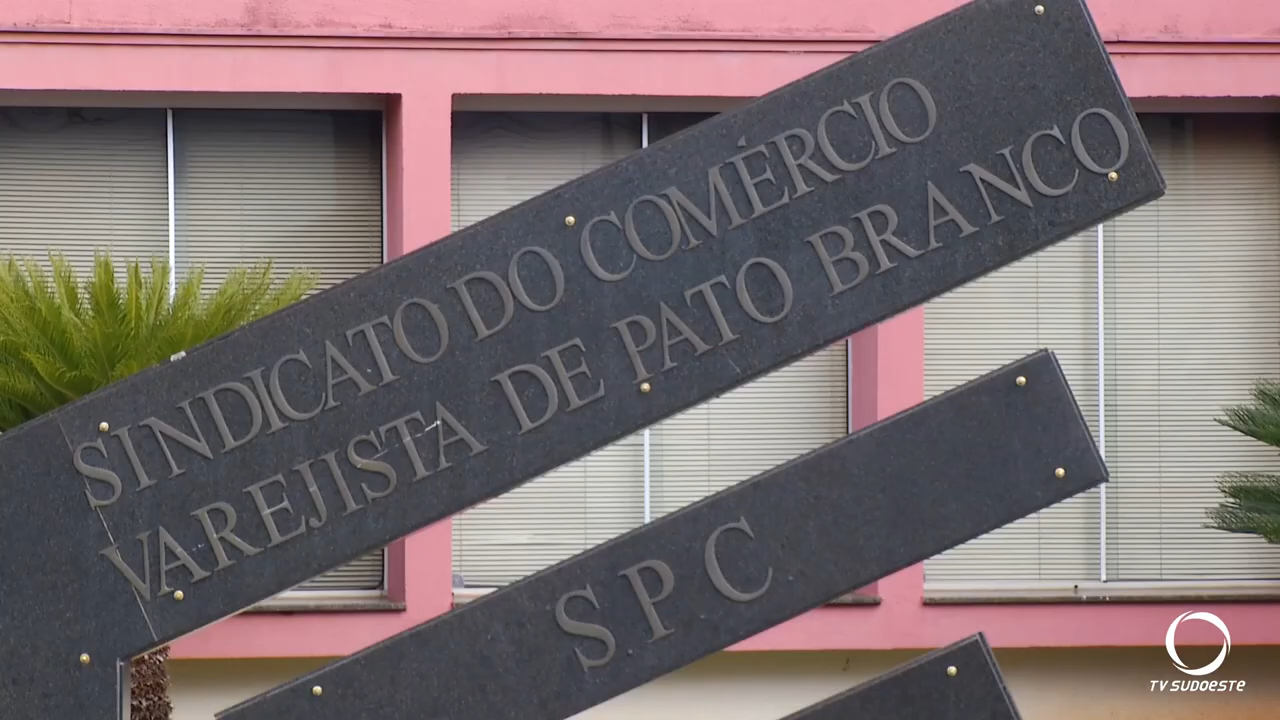 SINDICATO DO COMÉRCIO
VAREJISTA DE PATO BRANCO
SPC
TV SUDOESTE